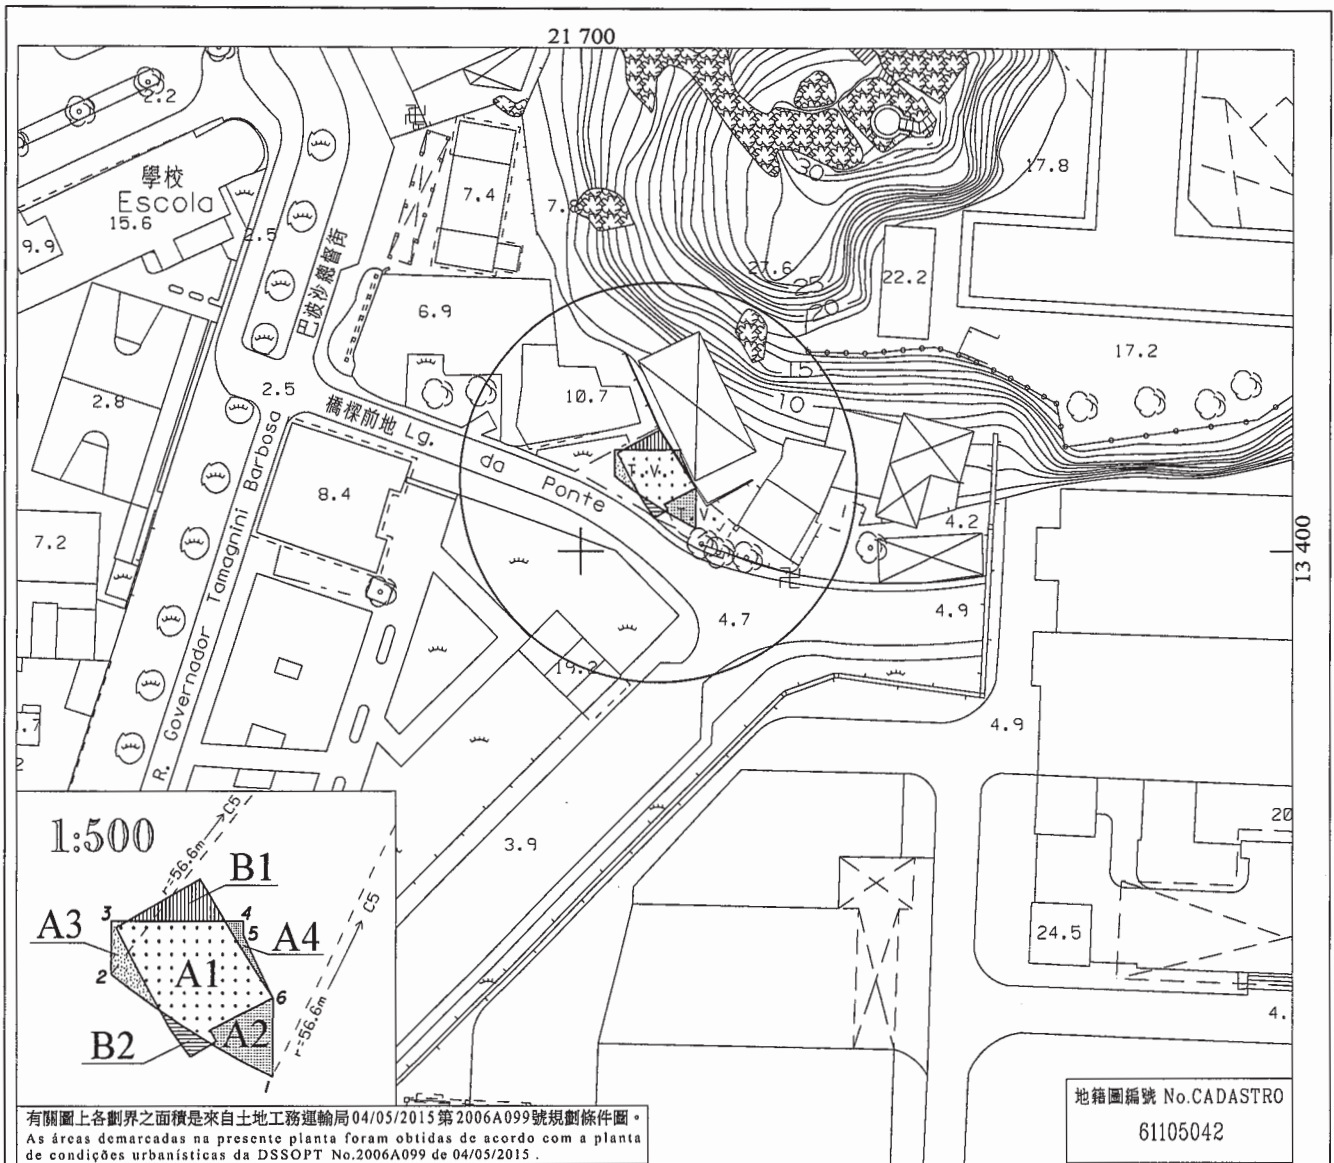 21 700
2.2
學校
Escola
15.6
9.9
2.5
7.4
7.
30
17.8
27.6
25
20
22.2
巴波沙總督街
6.9
17.2
15
10
10.7
2.5
2.8
橋樑前地 Lg. da Ponte
T.V.
T.V.
8.4
R. Governador Tamagnini Barbosa
7.2
4.2
13 400
4.7
4.9
19.2
4.9
.7
2
3.9
20
24.5
4.
1:500
r=56.6m
C5
B1
3
4
A3
5
A4
C5
2
A1
6
r=56.6m
A2
B2
1
有關圖上各劃界之面積是來自土地工務運輸局04/05/2015第2006A099號規劃條件圖。
As áreas demarcadas na presente planta foram obtidas de acordo com a planta
de condições urbanísticas da DSSOPT No.2006A099 de 04/05/2015 .
地籍圖編號 No.CADASTRO
61105042